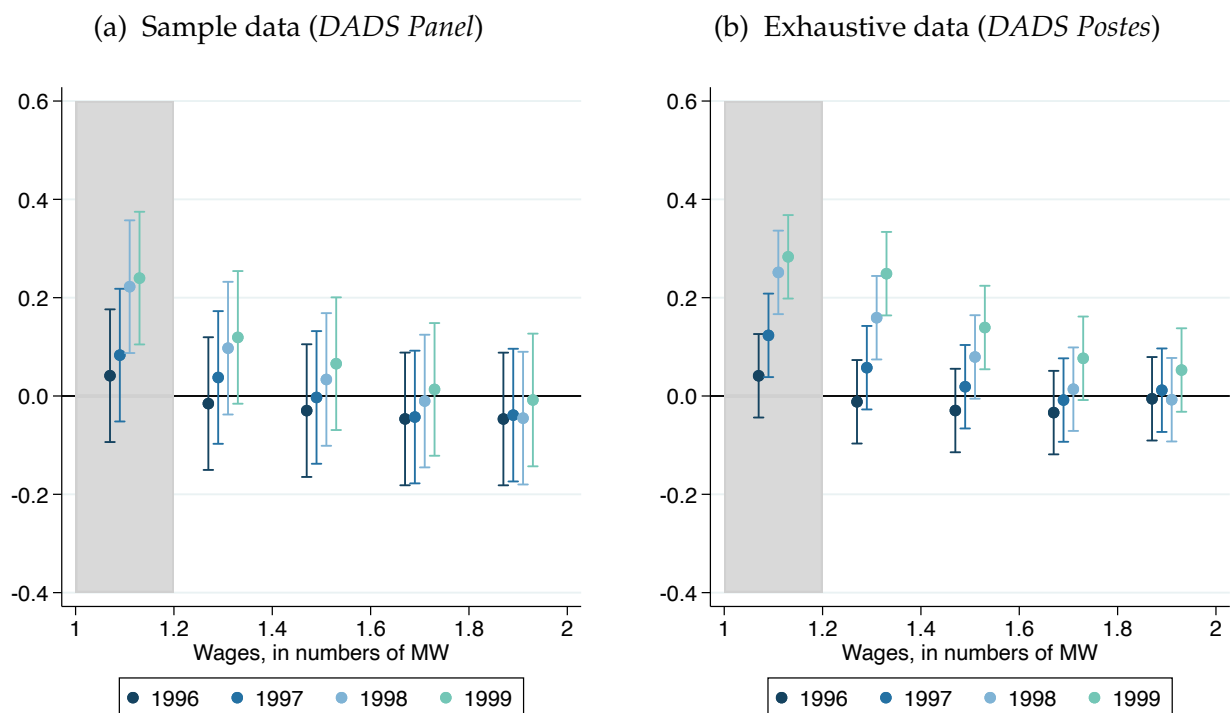 (a) Sample data (DADS Panel)
0.6
0.4
0.2
0.0
-0.2
-0.4
1 1.2 1.4 1.6 1.8 2
Wages, in numbers of MW
1996 1997 1998 1999
(b) Exhaustive data (DADS Postes)
0.6
0.4
0.2
0.0
-0.2
-0.4
1 1.2 1.4 1.6 1.8 2
Wages, in numbers of MW
1996 1997 1998 1999